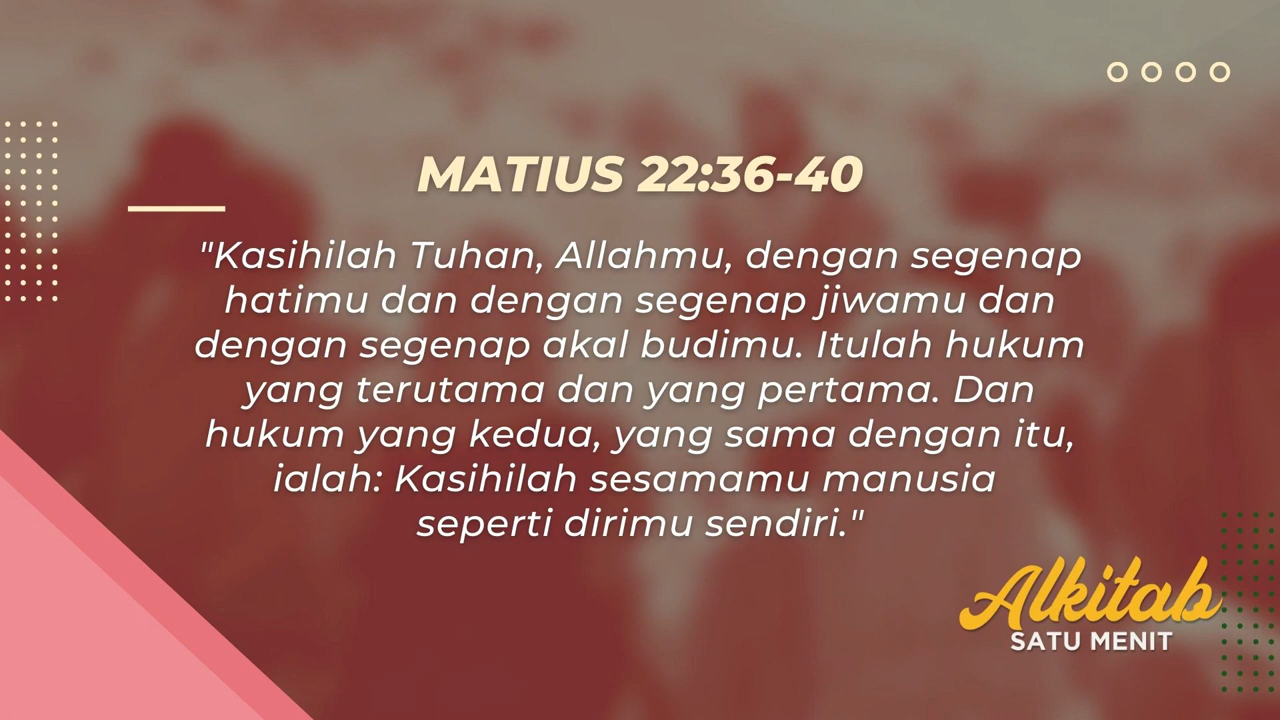 MATIUS 22:36-40
"Kasihilah Tuhan, Allahmu, dengan segenap
hatimu dan dengan segenap jiwamu dan
dengan segenap akal budimu. Itulah hukum
yang terutama dan yang pertama. Dan
hukum yang kedua, yang sama dengan itu,
ialah: Kasihilah sesamamu manusia
seperti dirimu sendiri."
Alkitab
SATU MENIT